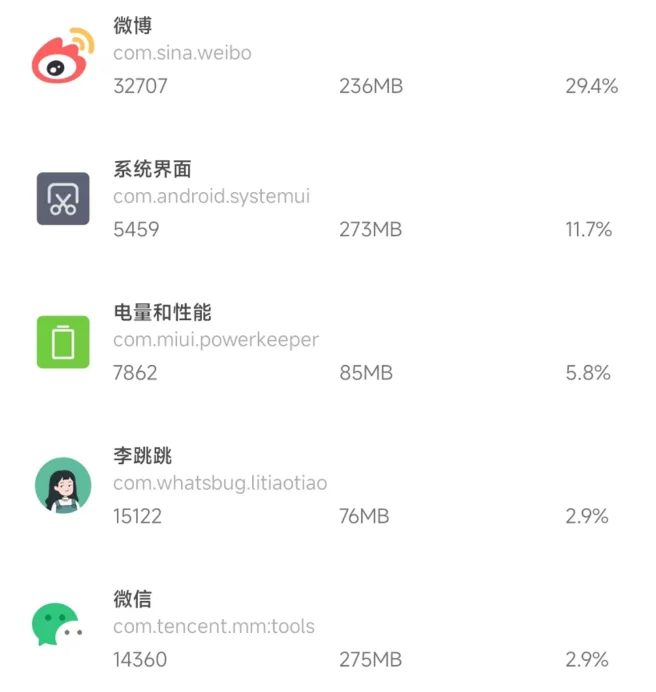 微博
com.sina.weibo
32707 236MB 29.4%
系统界面
com.android.systemui
5459 273MB 11.7%
电量和性能
com.miui.powerkeeper
7862 85MB 5.8%
李跳跳
com.whatsbug.litiaotiao
15122 76MB 2.9%
微信
com.tencent.mm:tools
14360 275MB 2.9%